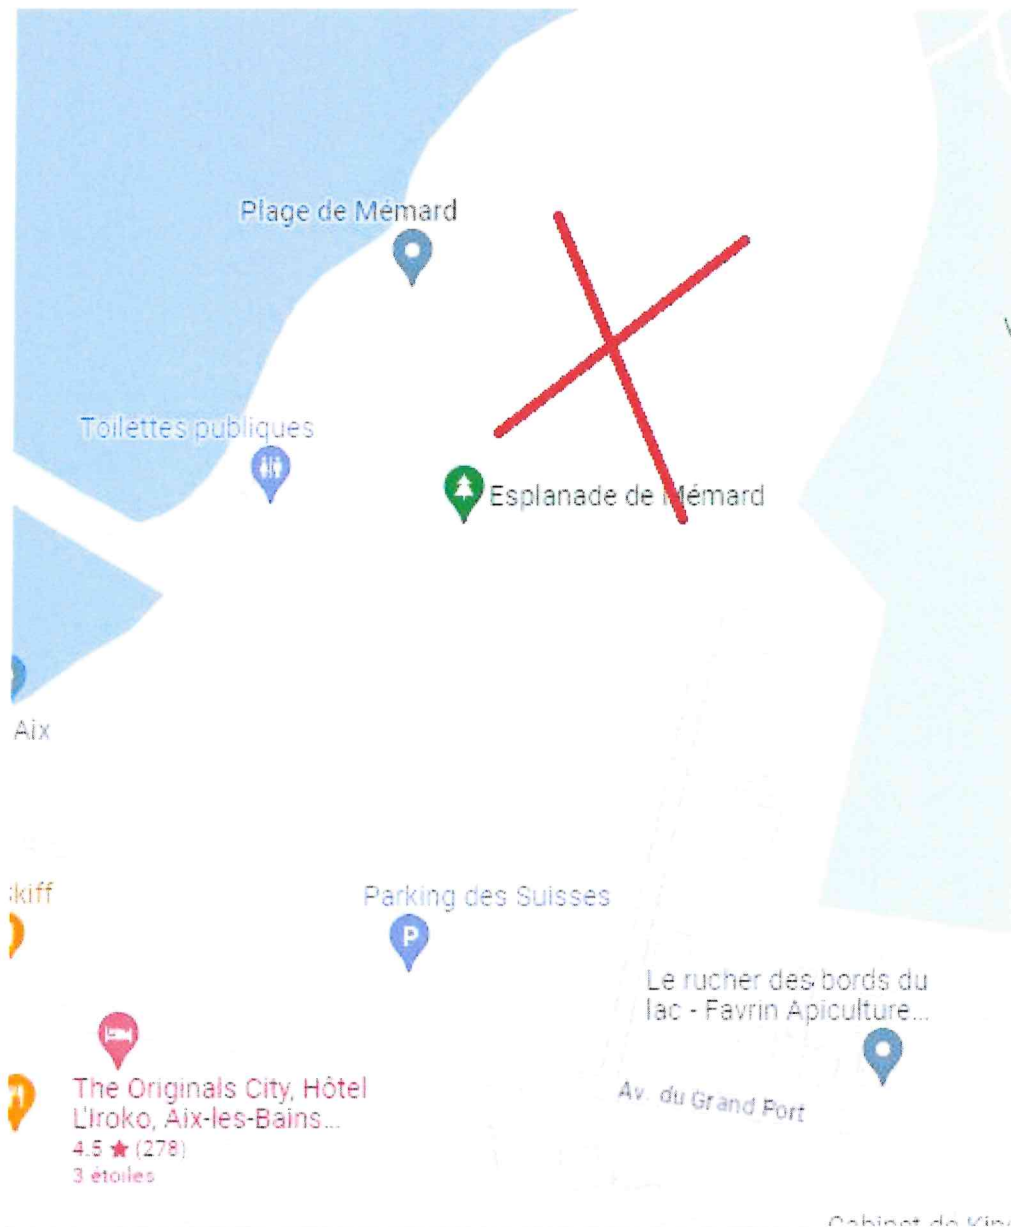 Plage de Mémard
Toilettes publiques
Esplanade de Mémard
Aix
kiff
Parking des Suisses
P
Le rucher des bords du
lac - Favrin Apiculture...
The Originals City, Hôtel
L'Iroko, Aix-les-Bains...
4.5 ★ (278)
3 étoiles
Av. du Grand Port